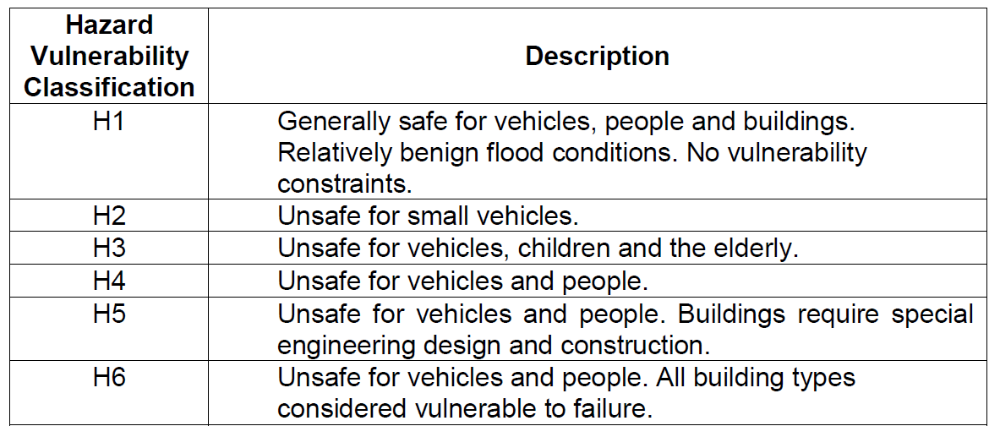 Hazard
Vulnerability
Classification
Description
H1
Generally safe for vehicles, people and buildings.
Relatively benign flood conditions. No vulnerability
constraints.
H2
Unsafe for small vehicles.
H3
Unsafe for vehicles, children and the elderly.
H4
Unsafe for vehicles and people.
H5
Unsafe for vehicles and people. Buildings require special
engineering design and construction.
H6
Unsafe for vehicles and people. All building types
considered vulnerable to failure.